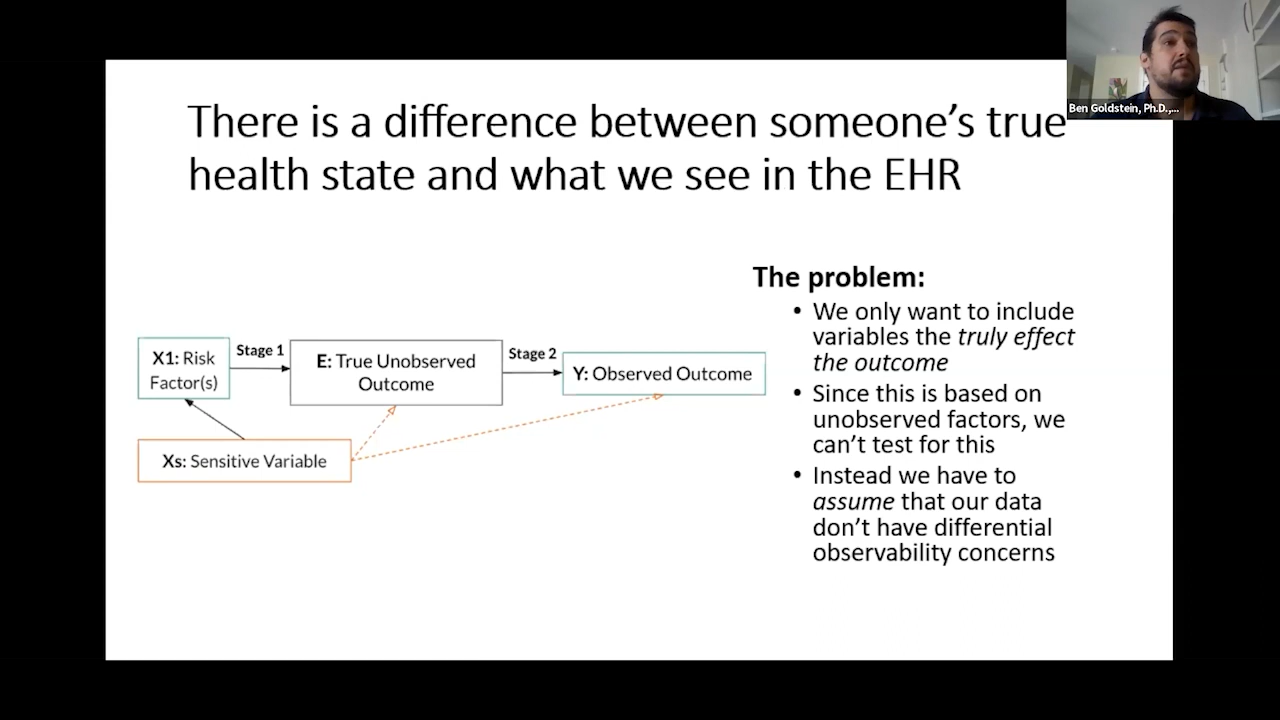 Ben Goldstein, Ph.D.,...
There is a difference between someone's true
health state and what we see in the EHR
The problem:
• We only want to include
variables the truly effect
the outcome
• Since this is based on
unobserved factors, we
can't test for this
• Instead we have to
assume that our data
don't have differential
observability concerns
X1: Risk
Factor(s)
Stage 1
E: True Unobserved
Outcome
Stage 2
Y: Observed Outcome
Xs: Sensitive Variable